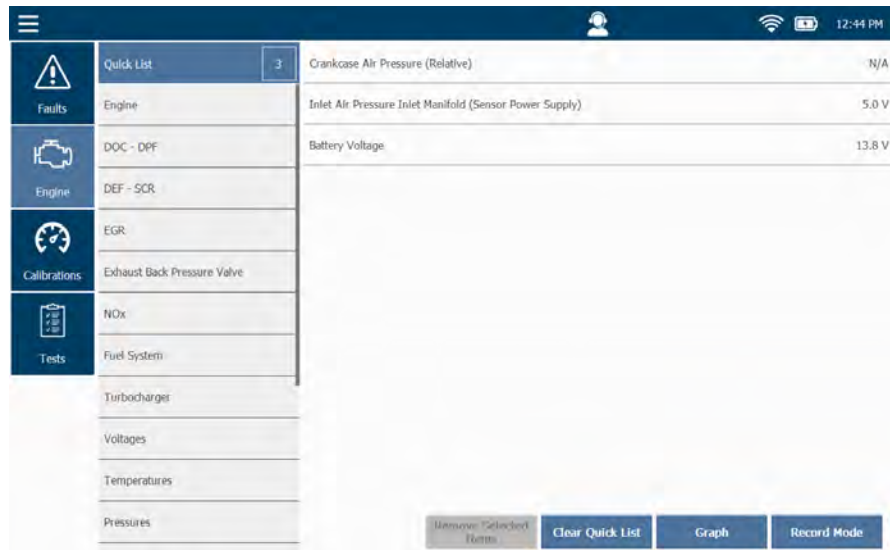 12:44 PM
Faults
Engine
Calibrations
Tests
Quick List 3
Engine
DOC - DPF
DEF - SCR
EGR
Exhaust Back Pressure Valve
NOx
Fuel System
Turbocharger
Voltages
Temperatures
Pressures
Crankcase Air Pressure (Relative) N/A
Inlet Air Pressure Inlet Manifold (Sensor Power Supply) 5.0 V
Battery Voltage 13.8 V
Remove Selected
Items
Clear Quick List
Graph
Record Mode